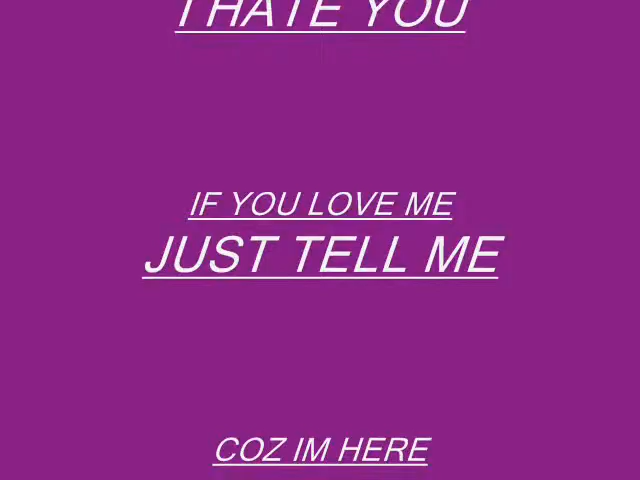 I HATE YOU
IF YOU LOVE ME
JUST TELL ME
COZ IM HERE